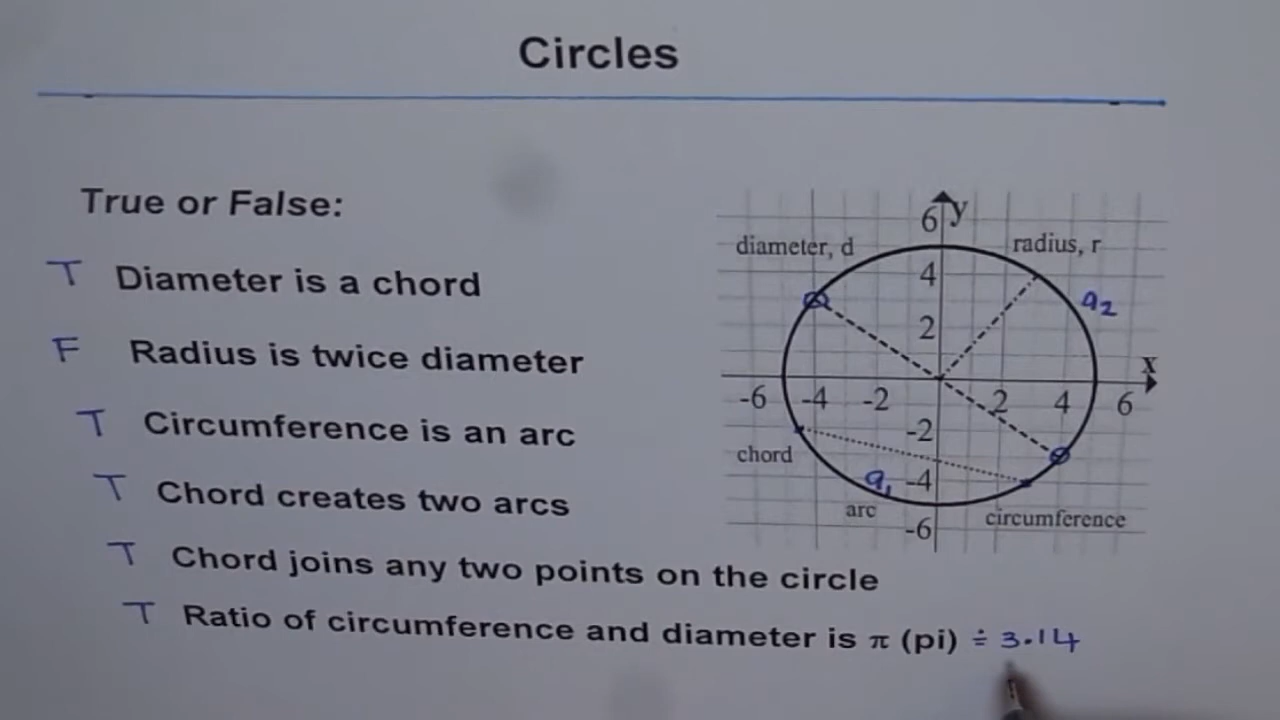 Circles
True or False:
T Diameter is a chord
F Radius is twice diameter
T Circumference is an arc
T Chord creates two arcs
T Chord joins any two points on the circle
T Ratio of circumference and diameter is π (pi) ≑ 3.14
6 y
diameter, d
radius, r
4
a2
2
x
-6 -4 -2 2 4 6
-2
chord
a1 -4
arc
circumference
-6